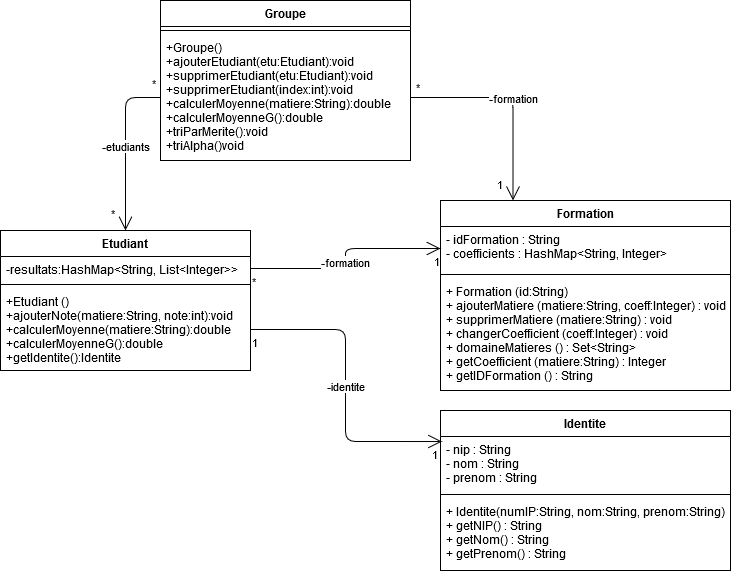 Groupe
+Groupe()
+ajouterEtudiant(etu:Etudiant):void
+supprimerEtudiant(etu:Etudiant):void
+supprimerEtudiant(index:int):void
+calculerMoyenne(matiere:String):double
+calculerMoyenneG():double
+triParMerite():void
+triAlpha()void
*
-etudiants
*
*
-formation
1
Etudiant
-resultats:HashMap<String, List<Integer>>
+Etudiant ()
+ajouterNote(matiere:String, note:int):void
+calculerMoyenne(matiere:String):double
+calculerMoyenneG():double
+getIdentite():Identite
*
-formation
1
1
-identite
1
Formation
- idFormation : String
- coefficients : HashMap<String, Integer>
+ Formation (id:String)
+ ajouterMatiere (matiere:String, coeff:Integer) : void
+ supprimerMatiere (matiere:String) : void
+ changerCoefficient (coeff:Integer) : void
+ domaineMatieres () : Set<String>
+ getCoefficient (matiere:String) : Integer
+ getIDFormation () : String
Identite
- nip : String
- nom : String
- prenom : String
+ Identite(numIP:String, nom:String, prenom:String)
+ getNIP() : String
+ getNom() : String
+ getPrenom() : String